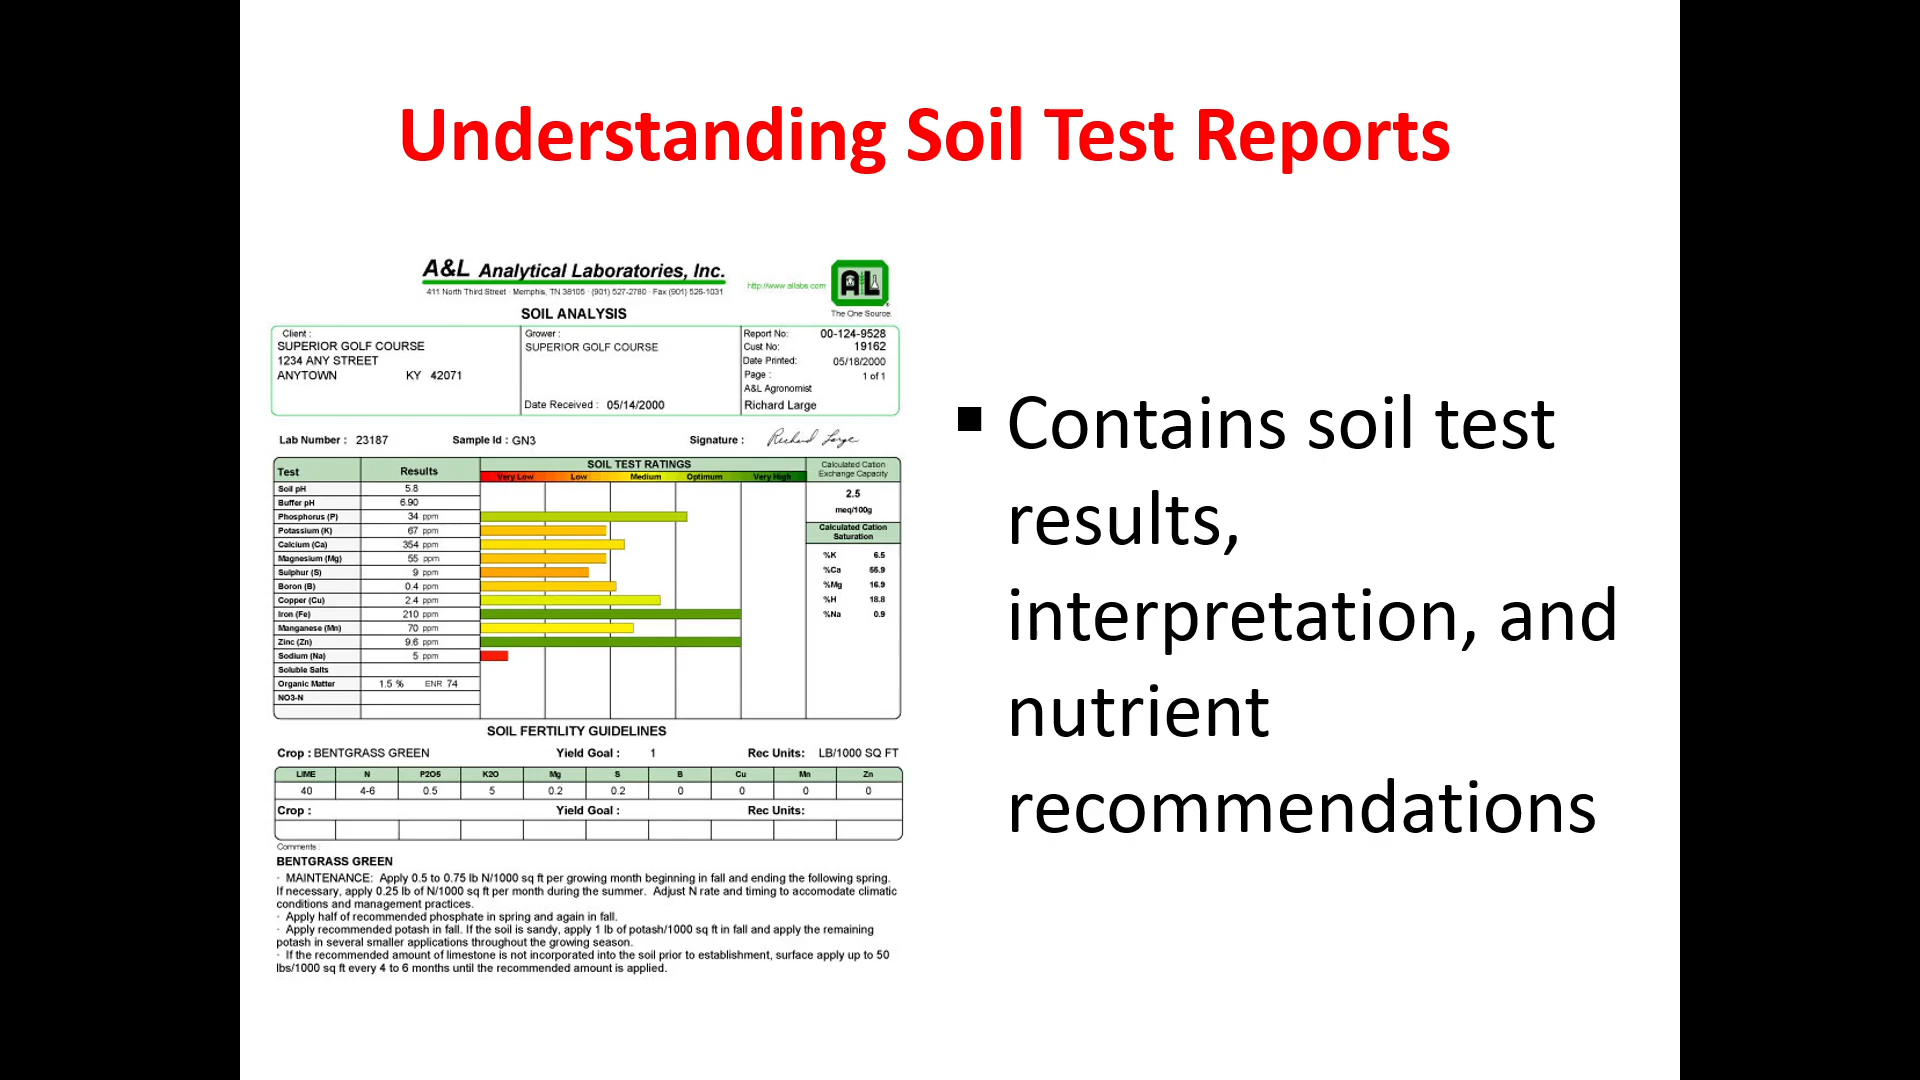 Understanding Soil Test Reports
A&L Analytical Laboratories, Inc.
411 North Third Street · Memphis, TN 38105 · (901) 527-2780 · Fax (901) 526-1031
http://www.allabs.com
AL
The One Source.
SOIL ANALYSIS
Client :
SUPERIOR GOLF COURSE
1234 ANY STREET
ANYTOWN KY 42071
Grower :
SUPERIOR GOLF COURSE
Date Received : 05/14/2000
Report No: 00-124-9528
Cust No: 19162
Date Printed: 05/18/2000
Page : 1 of 1
A&L Agronomist
Richard Large
Lab Number : 23187 Sample Id : GN3 Signature : Richard Large
Test Results SOIL TEST RATINGS
Very Low Low Medium Optimum Very High
Calculated Cation
Exchange Capacity
2.5
meq/100g
Calculated Cation
Saturation
%K 6.5
%Ca 55.9
%Mg 16.9
%H 18.8
%Na 0.9
Soil pH 5.8
Buffer pH 6.90
Phosphorus (P) 34 ppm
Potassium (K) 67 ppm
Calcium (Ca) 354 ppm
Magnesium (Mg) 55 ppm
Sulphur (S) 9 ppm
Boron (B) 0.4 ppm
Copper (Cu) 2.4 ppm
Iron (Fe) 210 ppm
Manganese (Mn) 70 ppm
Zinc (Zn) 9.6 ppm
Sodium (Na) 5 ppm
Soluble Salts
Organic Matter 1.5 % ENR 74
NO3-N
SOIL FERTILITY GUIDELINES
Crop : BENTGRASS GREEN Yield Goal : 1 Rec Units: LB/1000 SQ FT
LIME N P2O5 K2O Mg S B Cu Mn Zn
40 4-6 0.5 5 0.2 0.2 0 0 0 0
Crop : Yield Goal : Rec Units:
Comments :
BENTGRASS GREEN
· MAINTENANCE: Apply 0.5 to 0.75 lb N/1000 sq ft per growing month beginning in fall and ending the following spring.
If necessary, apply 0.25 lb of N/1000 sq ft per month during the summer. Adjust N rate and timing to accomodate climatic
conditions and management practices.
· Apply half of recommended phosphate in spring and again in fall.
· Apply recommended potash in fall. If the soil is sandy, apply 1 lb of potash/1000 sq ft in fall and apply the remaining
potash in several smaller applications throughout the growing season.
· If the recommended amount of limestone is not incorporated into the soil prior to establishment, surface apply up to 50
lbs/1000 sq ft every 4 to 6 months until the recommended amount is applied.
▪ Contains soil test
results,
interpretation, and
nutrient
recommendations